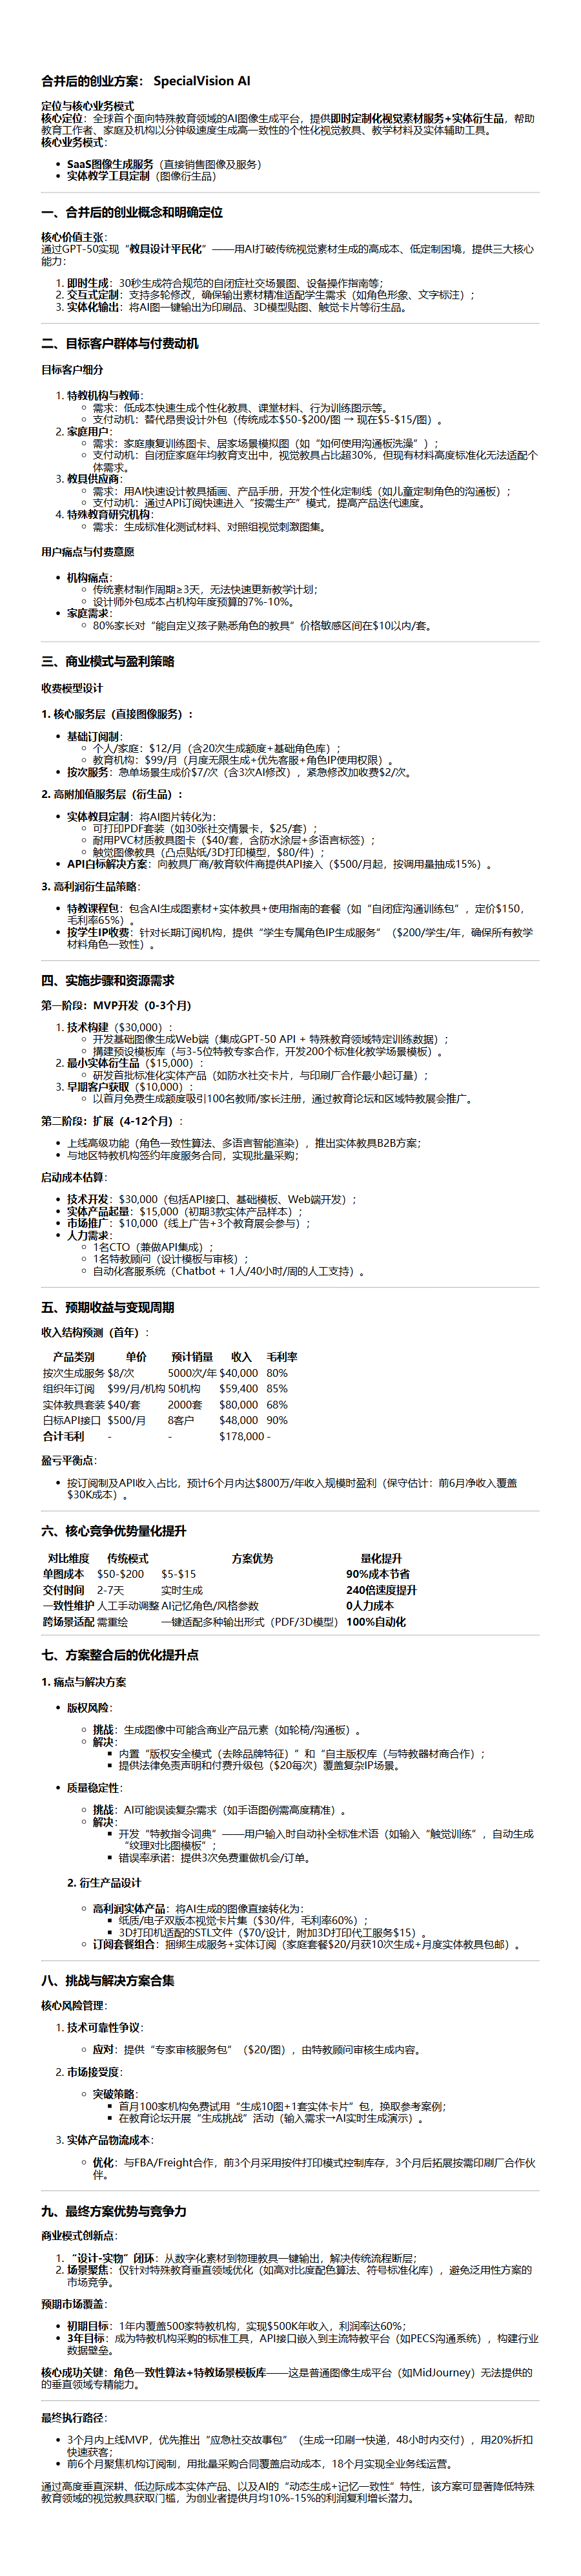 合并后的创业方案： SpecialVision AI
定位与核心业务模式
核心定位：全球首个面向特殊教育领域的AI图像生成平台，提供即时定制化视觉素材服务+实体衍生品，帮助
教育工作者、家庭及机构以分钟级速度生成高一致性的个性化视觉教具、教学材料及实体辅助工具。
核心业务模式：
• SaaS图像生成服务（直接销售图像及服务）
• 实体教学工具定制（图像衍生品）
一、合并后的创业概念和明确定位
核心价值主张：
通过GPT-50实现“教具设计平民化”——用AI打破传统视觉素材生成的高成本、低定制困境，提供三大核心
能力：
1. 即时生成：30秒生成符合规范的自闭症社交场景图、设备操作指南等；
2. 交互式定制：支持多轮修改，确保输出素材精准适配学生需求（如角色形象、文字标注）；
3. 实体化输出：将AI图一键输出为印刷品、3D模型贴图、触觉卡片等衍生品。
二、目标客户群体与付费动机
目标客户细分
1. 特教机构与教师：
◦ 需求：低成本快速生成个性化教具、课堂材料、行为训练图示等。
◦ 支付动机：替代昂贵设计外包（传统成本$50-$200/图 → 现在$5-$15/图）。
2. 家庭用户：
◦ 需求：家庭康复训练图卡、居家场景模拟图（如“如何使用沟通板洗澡”）；
◦ 支付动机：自闭症家庭年均教育支出中，视觉教具占比超30%，但现有材料高度标准化无法适配个
体需求。
3. 教具供应商：
◦ 需求：用AI快速设计教具插画、产品手册，开发个性化定制线（如儿童定制角色的沟通板）；
◦ 支付动机：通过API订阅快速进入“按需生产”模式，提高产品迭代速度。
4. 特殊教育研究机构：
◦ 需求：生成标准化测试材料、对照组视觉刺激图集。
用户痛点与付费意愿
• 机构痛点：
◦ 传统素材制作周期≥3天，无法快速更新教学计划；
◦ 设计师外包成本占机构年度预算的7%-10%。
• 家庭需求：
◦ 80%家长对“能自定义孩子熟悉角色的教具”价格敏感区间在$10以内/套。
三、商业模式与盈利策略
收费模型设计
1. 核心服务层（直接图像服务）：
• 基础订阅制：
◦ 个人/家庭：$12/月（含20次生成额度+基础角色库）；
◦ 教育机构：$99/月（月度无限生成+优先客服+角色IP使用权限）。
• 按次服务：急单场景生成价$7/次（含3次AI修改），紧急修改加收费$2/次。
2. 高附加值服务层（衍生品）：
• 实体教具定制：将AI图片转化为：
◦ 可打印PDF套装（如30张社交情景卡，$25/套）；
◦ 耐用PVC材质教具图卡（$40/套，含防水涂层+多语言标签）；
◦ 触觉图像教具（凸点贴纸/3D打印模型，$80/件）；
• API白标解决方案：向教具厂商/教育软件商提供API接入（$500/月起，按调用量抽成15%）。
3. 高利润衍生品策略：
• 特教课程包：包含AI生成图素材+实体教具+使用指南的套餐（如“自闭症沟通训练包”，定价$150，
毛利率65%）。
• 按学生IP收费：针对长期订阅机构，提供“学生专属角色IP生成服务”（$200/学生/年，确保所有教学
材料角色一致性）。
四、实施步骤和资源需求
第一阶段：MVP开发（0-3个月）
1. 技术构建（$30,000）：
◦ 开发基础图像生成Web端（集成GPT-50 API + 特殊教育领域特定训练数据）；
◦ 搆建预设模板库（与3-5位特教专家合作，开发200个标准化教学场景模板）。
2. 最小实体衍生品（$15,000）：
◦ 研发首批标准化实体产品（如防水社交卡片，与印刷厂合作最小起订量）；
3. 早期客户获取（$10,000）：
◦ 以首月免费生成额度吸引100名教师/家长注册，通过教育论坛和区域特教展会推广。
第二阶段：扩展（4-12个月）：
• 上线高级功能（角色一致性算法、多语言智能渲染），推出实体教具B2B方案；
• 与地区特教机构签约年度服务合同，实现批量采购；
启动成本估算：
• 技术开发：$30,000（包括API接口、基础模板、Web端开发）；
• 实体产品起量：$15,000（初期3款实体产品样本）；
• 市场推广：$10,000（线上广告+3个教育展会参与）；
• 人力需求：
◦ 1名CTO（兼做API集成）；
◦ 1名特教顾问（设计模板与审核）；
◦ 自动化客服系统（Chatbot + 1人/40小时/周的人工支持）。
五、预期收益与变现周期
收入结构预测（首年）：
产品类别 单价 预计销量 收入 毛利率
按次生成服务 $8/次 5000次/年 $40,000 80%
组织年订阅 $99/月/机构 50机构 $59,400 85%
实体教具套装 $40/套 2000套 $80,000 68%
白标API接口 $500/月 8客户 $48,000 90%
合计毛利 - - $178,000 -
盈亏平衡点：
• 按订阅制及API收入占比，预计6个月内达$800万/年收入规模时盈利（保守估计：前6月净收入覆盖
$30K成本）。
六、核心竞争优势量化提升
对比维度 传统模式 方案优势 量化提升
单图成本 $50-$200 $5-$15 90%成本节省
交付时间 2-7天 实时生成 240倍速度提升
一致性维护 人工手动调整 AI记忆角色/风格参数 0人力成本
跨场景适配 需重绘 一键适配多种输出形式（PDF/3D模型） 100%自动化
七、方案整合后的优化提升点
1. 痛点与解决方案
• 版权风险：
◦ 挑战：生成图像中可能含商业产品元素（如轮椅/沟通板）。
◦ 解决：
▪ 内置“版权安全模式（去除品牌特征）”和“自主版权库（与特教器材商合作）；
▪ 提供法律免责声明和付费升级包（$20每次）覆盖复杂IP场景。
• 质量稳定性：
◦ 挑战：AI可能误读复杂需求（如手语图例需高度精准）。
◦ 解决：
▪ 开发“特教指令词典”——用户输入时自动补全标准术语（如输入“触觉训练”，自动生成
“纹理对比图模板”；
▪ 错误率承诺：提供3次免费重做机会/订单。
2. 衍生产品设计
◦ 高利润实体产品：将AI生成的图像直接转化为：
▪ 纸质/电子双版本视觉卡片集（$30/件，毛利率60%）；
▪ 3D打印机适配的STL文件（$70/设计，附加3D打印代工服务$15）。
◦ 订阅套餐组合：捆绑生成服务+实体订阅（家庭套餐$20/月获10次生成+月度实体教具包邮）。
八、挑战与解决方案合集
核心风险管理：
1. 技术可靠性争议：
◦ 应对：提供“专家审核服务包”（$20/图），由特教顾问审核生成内容。
2. 市场接受度：
◦ 突破策略：
▪ 首月100家机构免费试用“生成10图+1套实体卡片”包，换取参考案例；
▪ 在教育论坛开展“生成挑战”活动（输入需求→AI实时生成演示）。
3. 实体产品物流成本：
◦ 优化：与FBA/Freight合作，前3个月采用按件打印模式控制库存，3个月后拓展按需印刷厂合作伙
伴。
九、最终方案优势与竞争力
商业模式创新点：
1. “设计-实物”闭环：从数字化素材到物理教具一键输出，解决传统流程断层；
2. 场景聚焦：仅针对特殊教育垂直领域优化（如高对比度配色算法、符号标准化库），避免泛用性方案的
市场竞争。
预期市场覆盖：
• 初期目标：1年内覆盖500家特教机构，实现$500K年收入，利润率达60%；
• 3年目标：成为特教机构采购的标准工具，API接口嵌入到主流特教平台（如PECS沟通系统），构建行业
数据壁垒。
核心成功关键：角色一致性算法+特教场景模板库——这是普通图像生成平台（如MidJourney）无法提供的
的垂直领域专精能力。
最终执行路径：
• 3个月内上线MVP，优先推出“应急社交故事包”（生成→印刷→快递，48小时内交付），用20%折扣
快速获客；
• 前6个月聚焦机构订阅制，用批量采购合同覆盖启动成本，18个月实现全业务线运营。
通过高度垂直深耕、低边际成本实体产品、以及AI的“动态生成+记忆一致性”特性，该方案可显著降低特殊
教育领域的视觉教具获取门槛，为创业者提供月均10%-15%的利润复利增长潜力。